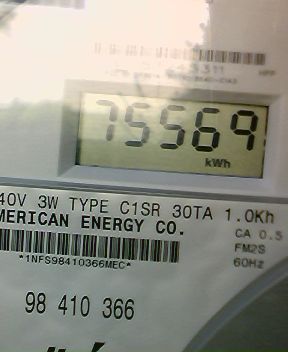 75569
kWh
40V 3W TYPE C1SR 30TA 1.0Kh
MERICAN ENERGY CO.
CA 0.5
*1NFS98410366MEC*
FM2S
60Hz
98 410 366